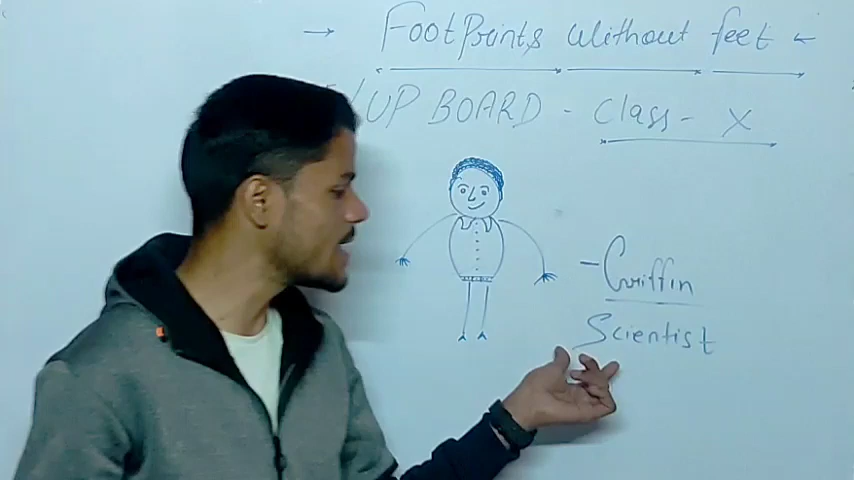 → Footprints Without feet ←
/ UP BOARD - Class - X
- Griffin
Scientist